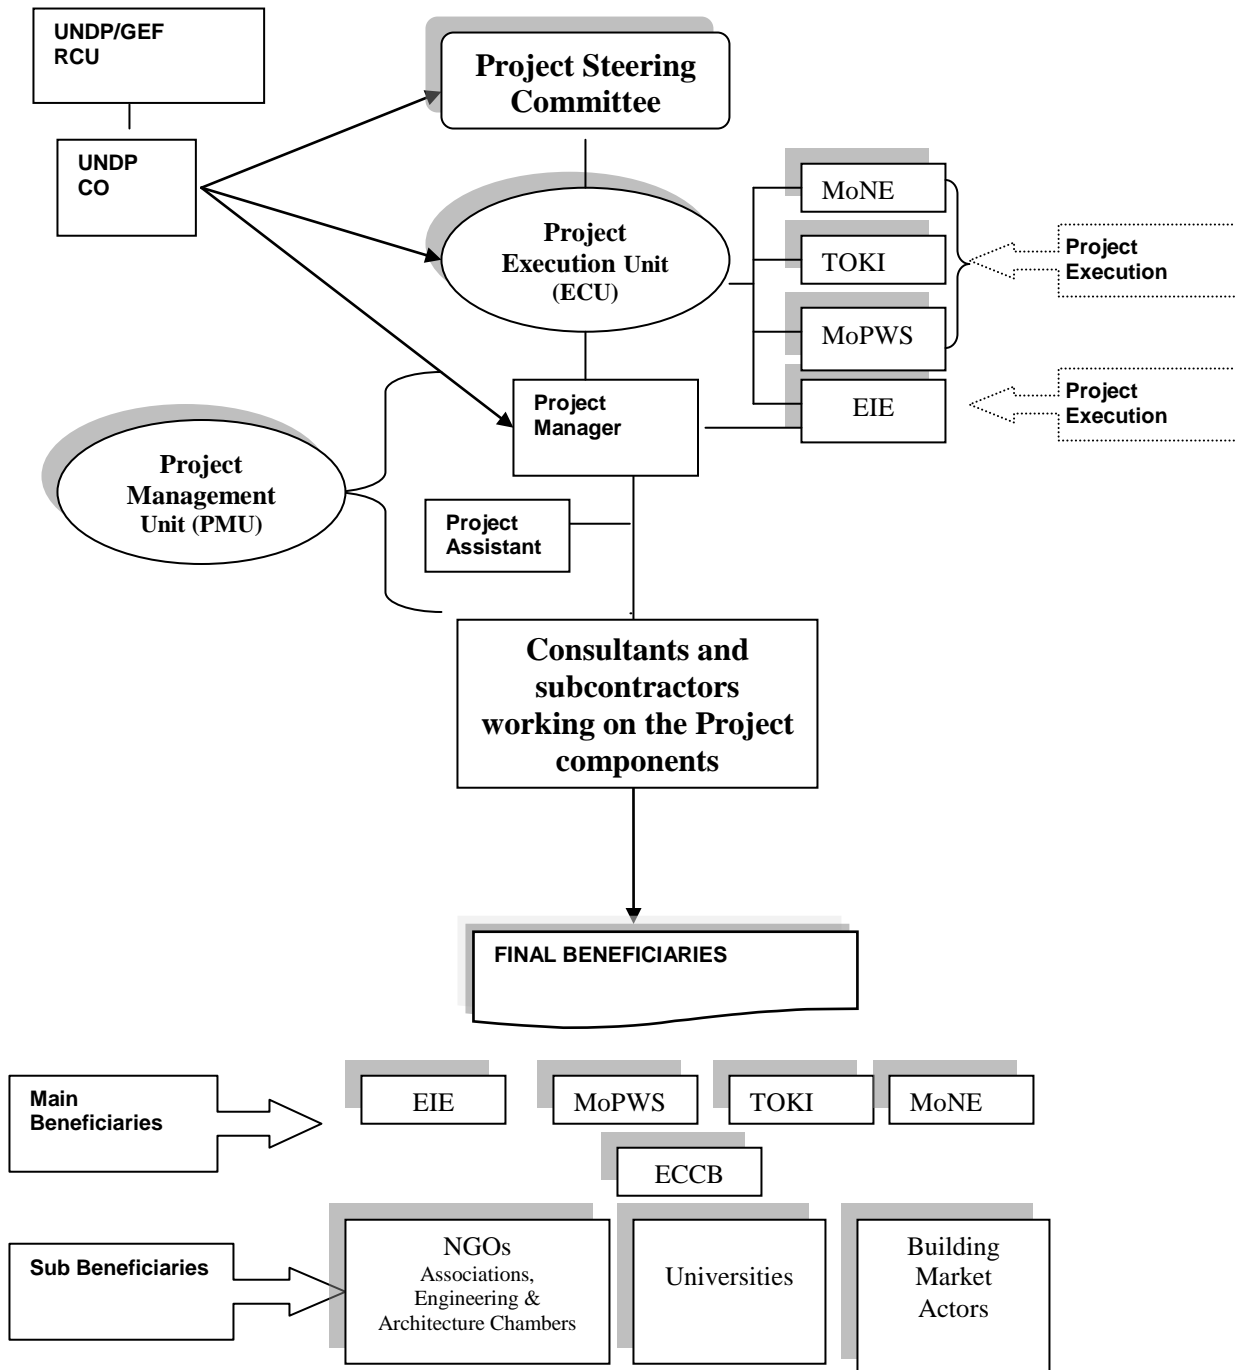 UNDP/GEF
RCU
Project Steering
Committee
UNDP
CO
MoNE
Project
Execution Unit
(ECU)
TOKI
Project
Execution
MoPWS
Project
Manager
EIE
Project
Execution
Project
Management
Unit (PMU)
Project
Assistant
Consultants and
subcontractors
working on the Project
components
FINAL BENEFICIARIES
Main
Beneficiaries
EIE
MoPWS
TOKI
MoNE
ECCB
Sub Beneficiaries
NGOs
Associations,
Engineering &
Architecture Chambers
Universities
Building
Market
Actors